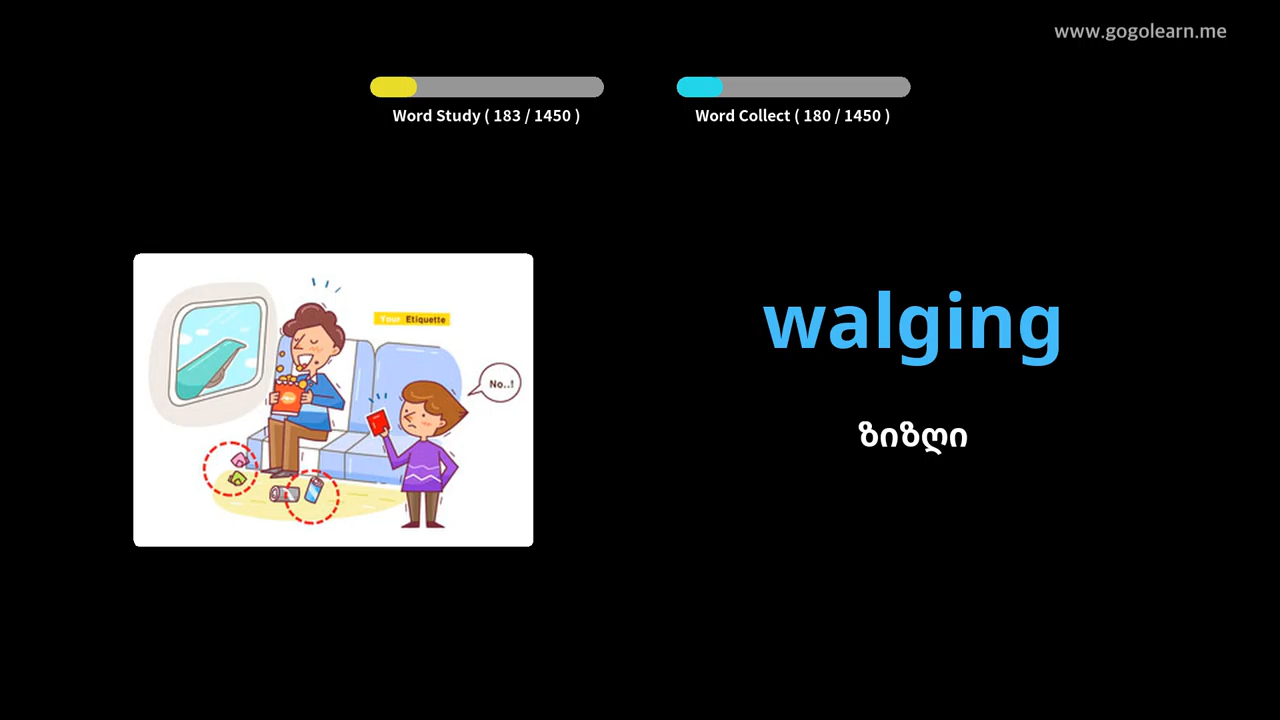 www.gogolearn.me
Word Study ( 183 / 1450 )
Word Collect ( 180 / 1450 )
Your Etiquette
No..!
walging
ზიზღი